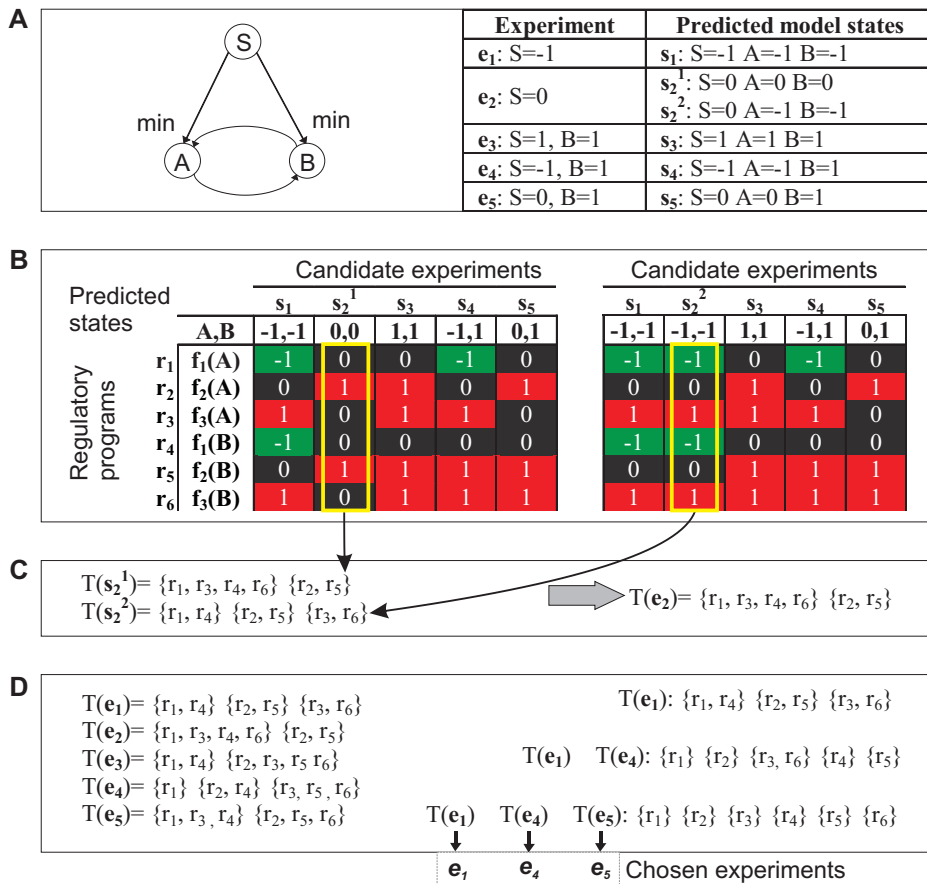 A
S
min
min
A
B
Experiment Predicted model states
e1: S=-1 s1: S=-1 A=-1 B=-1
e2: S=0 s2^1: S=0 A=0 B=0
s2^2: S=0 A=-1 B=-1
e3: S=1, B=1 s3: S=1 A=1 B=1
e4: S=-1, B=1 s4: S=-1 A=-1 B=1
e5: S=0, B=1 s5: S=0 A=0 B=1
B
Candidate experiments Candidate experiments
Predicted states
s1 s2^1 s3 s4 s5 s1 s2^2 s3 s4 s5
A,B -1,-1 0,0 1,1 -1,1 0,1 -1,-1 -1,-1 1,1 -1,1 0,1
Regulatory programs
r1 f1(A) -1 0 0 -1 0 -1 -1 0 -1 0
r2 f2(A) 0 1 1 0 1 0 0 1 0 1
r3 f3(A) 1 0 1 1 0 1 1 1 1 0
r4 f1(B) -1 0 0 0 0 -1 -1 0 0 0
r5 f2(B) 0 1 1 1 1 0 0 1 1 1
r6 f3(B) 1 0 1 1 1 1 1 1 1 1
C
T(s2^1)= {r1, r3, r4, r6} {r2, r5}
T(s2^2)= {r1, r4} {r2, r5} {r3, r6}
T(e2)= {r1, r3, r4, r6} {r2, r5}
D
T(e1)= {r1, r4} {r2, r5} {r3, r6}
T(e2)= {r1, r3, r4, r6} {r2, r5}
T(e3)= {r1, r4} {r2, r3, r5 r6}
T(e4)= {r1} {r2, r4} {r3, r5, r6}
T(e5)= {r1, r3, r4} {r2, r5, r6}
T(e1): {r1, r4} {r2, r5} {r3, r6}
T(e1) T(e4): {r1} {r2} {r3, r6} {r4} {r5}
T(e1) T(e4) T(e5): {r1} {r2} {r3} {r4} {r5} {r6}
e1 e4 e5 Chosen experiments